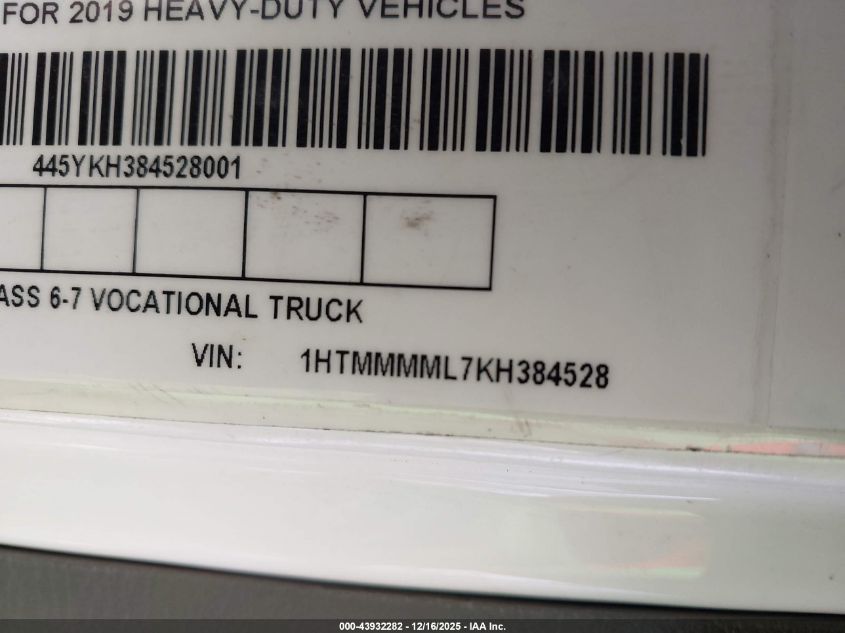 FOR 2019 HEAVY-DUTY VEHICLES
445YKH384528001
ASS 6-7 VOCATIONAL TRUCK
VIN: 1HTMMMML7KH384528
000-43932282 - 12/16/2025 - IAA Inc.